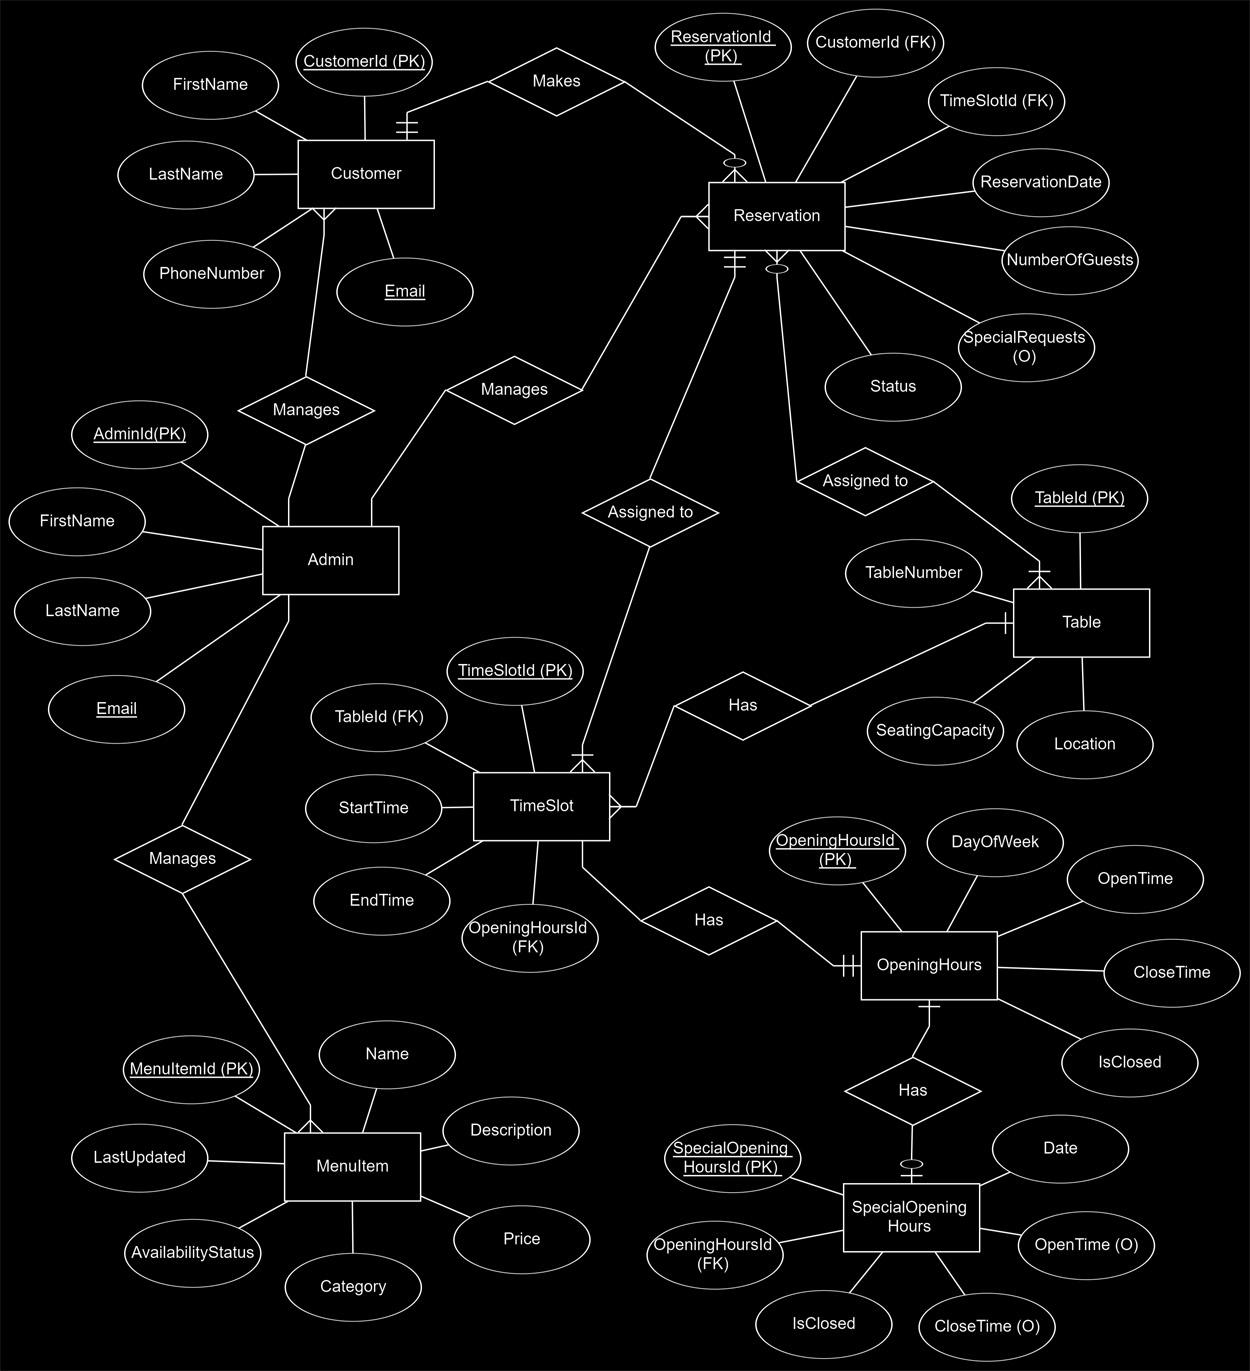 ReservationId
(PK)
CustomerId (FK)
CustomerId (PK)
FirstName
Makes
TimeSlotId (FK)
LastName
Customer
ReservationDate
Reservation
PhoneNumber
Email
NumberOfGuests
SpecialRequests
(O)
Status
Manages
Manages
AdminId(PK)
Assigned to
TableId (PK)
FirstName
Assigned to
Admin
TableNumber
LastName
Table
TimeSlotId (PK)
Email
TableId (FK)
Has
SeatingCapacity
Location
StartTime
TimeSlot
OpeningHoursId
(PK)
DayOfWeek
Manages
OpenTime
EndTime
OpeningHoursId
(FK)
Has
OpeningHours
CloseTime
Name
MenuItemId (PK)
IsClosed
Has
Description
LastUpdated
MenuItem
SpecialOpening
HoursId (PK)
Date
SpecialOpening
Hours
AvailabilityStatus
Price
OpeningHoursId
(FK)
OpenTime (O)
Category
IsClosed
CloseTime (O)